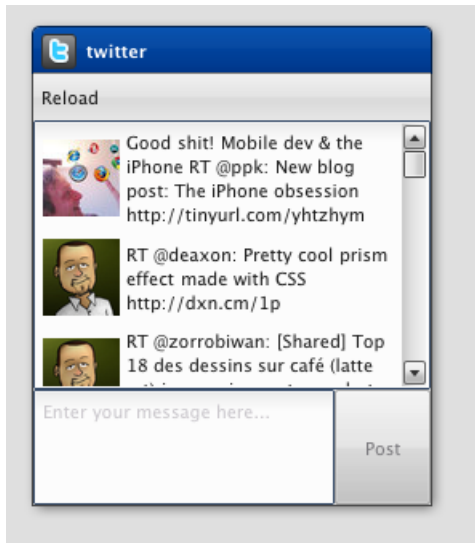 twitter
Reload
Good shit! Mobile dev & the
iPhone RT @ppk: New blog
post: The iPhone obsession
http://tinyurl.com/yhtzhym
RT @deaxon: Pretty cool prism
effect made with CSS
http://dxn.cm/1p
RT @zorrobiwan: [Shared] Top
18 des dessins sur café (latte
Enter your message here...
Post